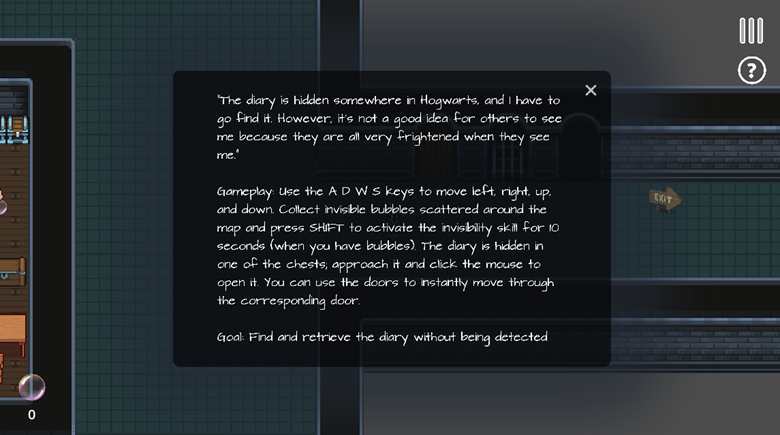 "The diary is hidden somewhere in Hogwarts, and I have to
go find it. However, it's not a good idea for others to see
me because they are all very frightened when they see
me."
Gameplay: Use the A D W S keys to move left, right, up,
and down. Collect invisible bubbles scattered around the
map and press SHIFT to activate the invisibility skill for 10
seconds (when you have bubbles). The diary is hidden in
one of the chests, approach it and click the mouse to
open it. You can use the doors to instantly move through
the corresponding door.
Goal: Find and retrieve the diary without being detected
EXIT
0
?